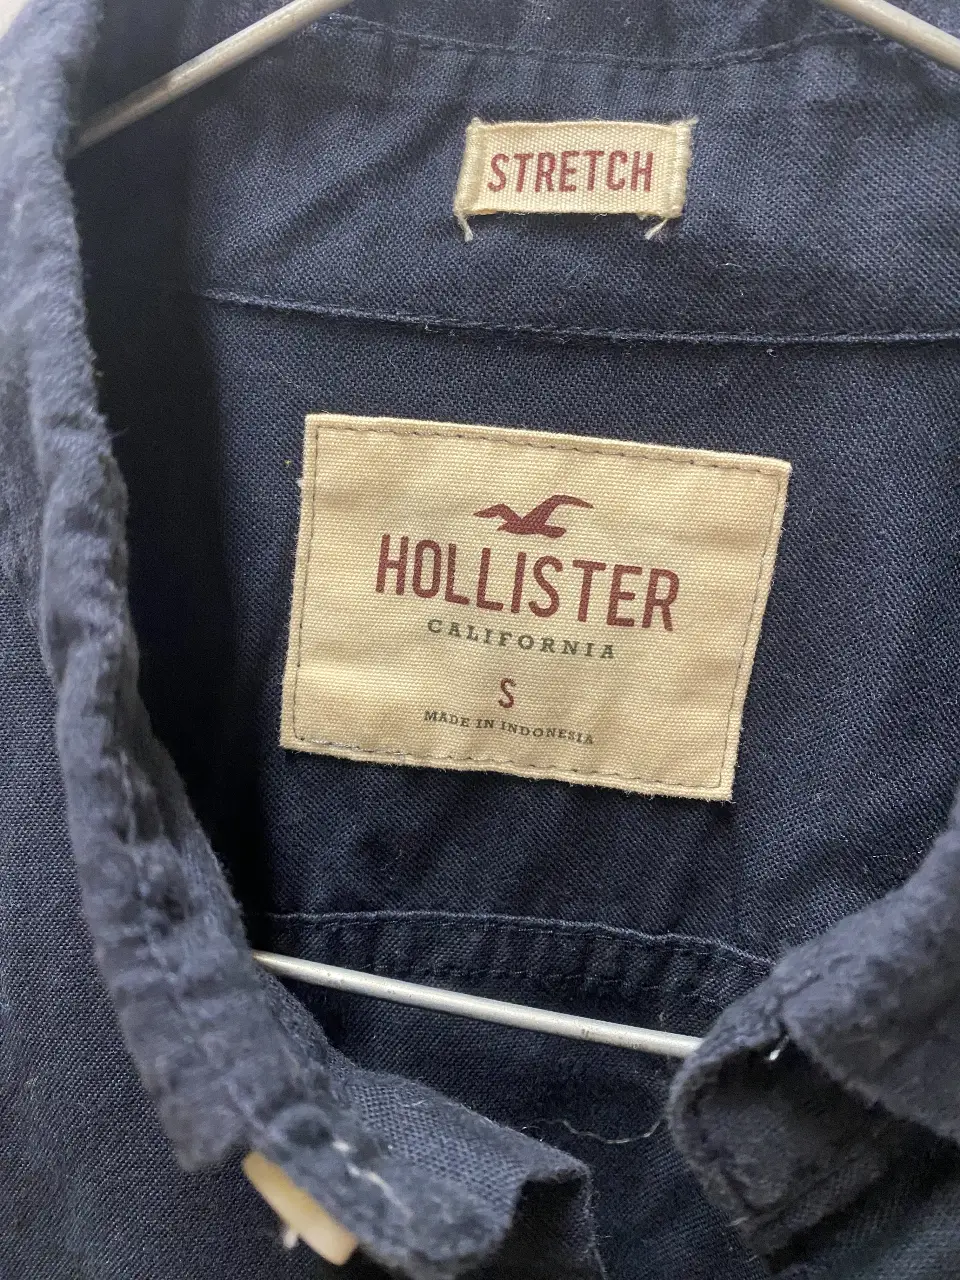 STRETCH
HOLLISTER
CALIFORNIA
S
MADE IN INDONESIA